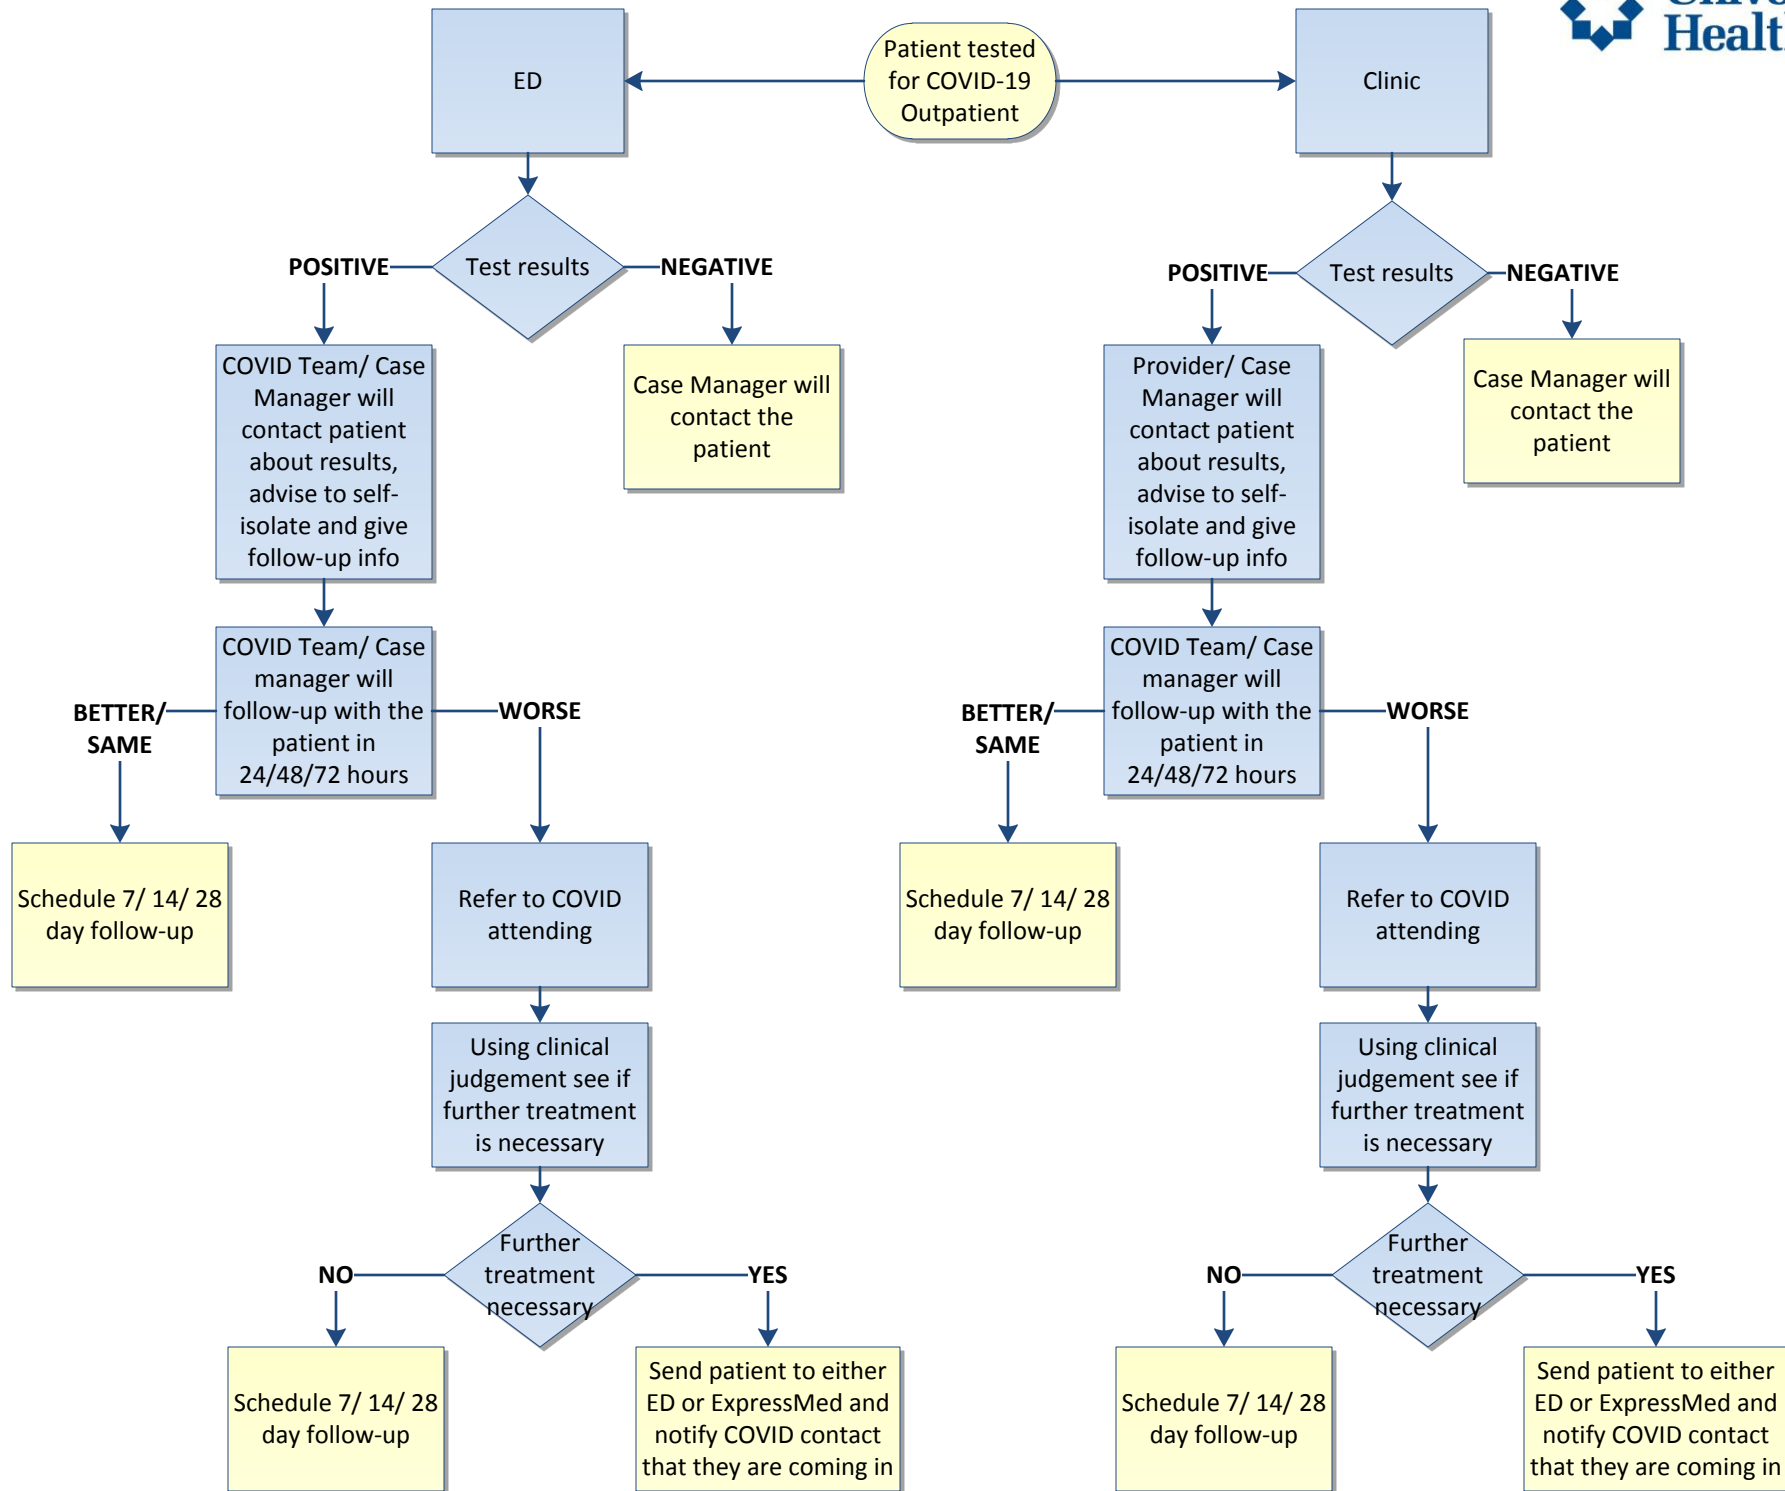 Health
Patient tested
for COVID-19
Outpatient
ED
Clinic
Test results
POSITIVE
NEGATIVE
Test results
POSITIVE
NEGATIVE
COVID Team/ Case
Manager will
contact patient
about results,
advise to self-
isolate and give
follow-up info
Case Manager will
contact the
patient
Provider/ Case
Manager will
contact patient
about results,
advise to self-
isolate and give
follow-up info
Case Manager will
contact the
patient
COVID Team/ Case
manager will
follow-up with the
patient in
24/48/72 hours
BETTER/
SAME
WORSE
COVID Team/ Case
manager will
follow-up with the
patient in
24/48/72 hours
BETTER/
SAME
WORSE
Schedule 7/ 14/ 28
day follow-up
Refer to COVID
attending
Schedule 7/ 14/ 28
day follow-up
Refer to COVID
attending
Using clinical
judgement see if
further treatment
is necessary
Using clinical
judgement see if
further treatment
is necessary
Further
treatment
necessary
NO
YES
Further
treatment
necessary
NO
YES
Schedule 7/ 14/ 28
day follow-up
Send patient to either
ED or ExpressMed and
notify COVID contact
that they are coming in
Schedule 7/ 14/ 28
day follow-up
Send patient to either
ED or ExpressMed and
notify COVID contact
that they are coming in